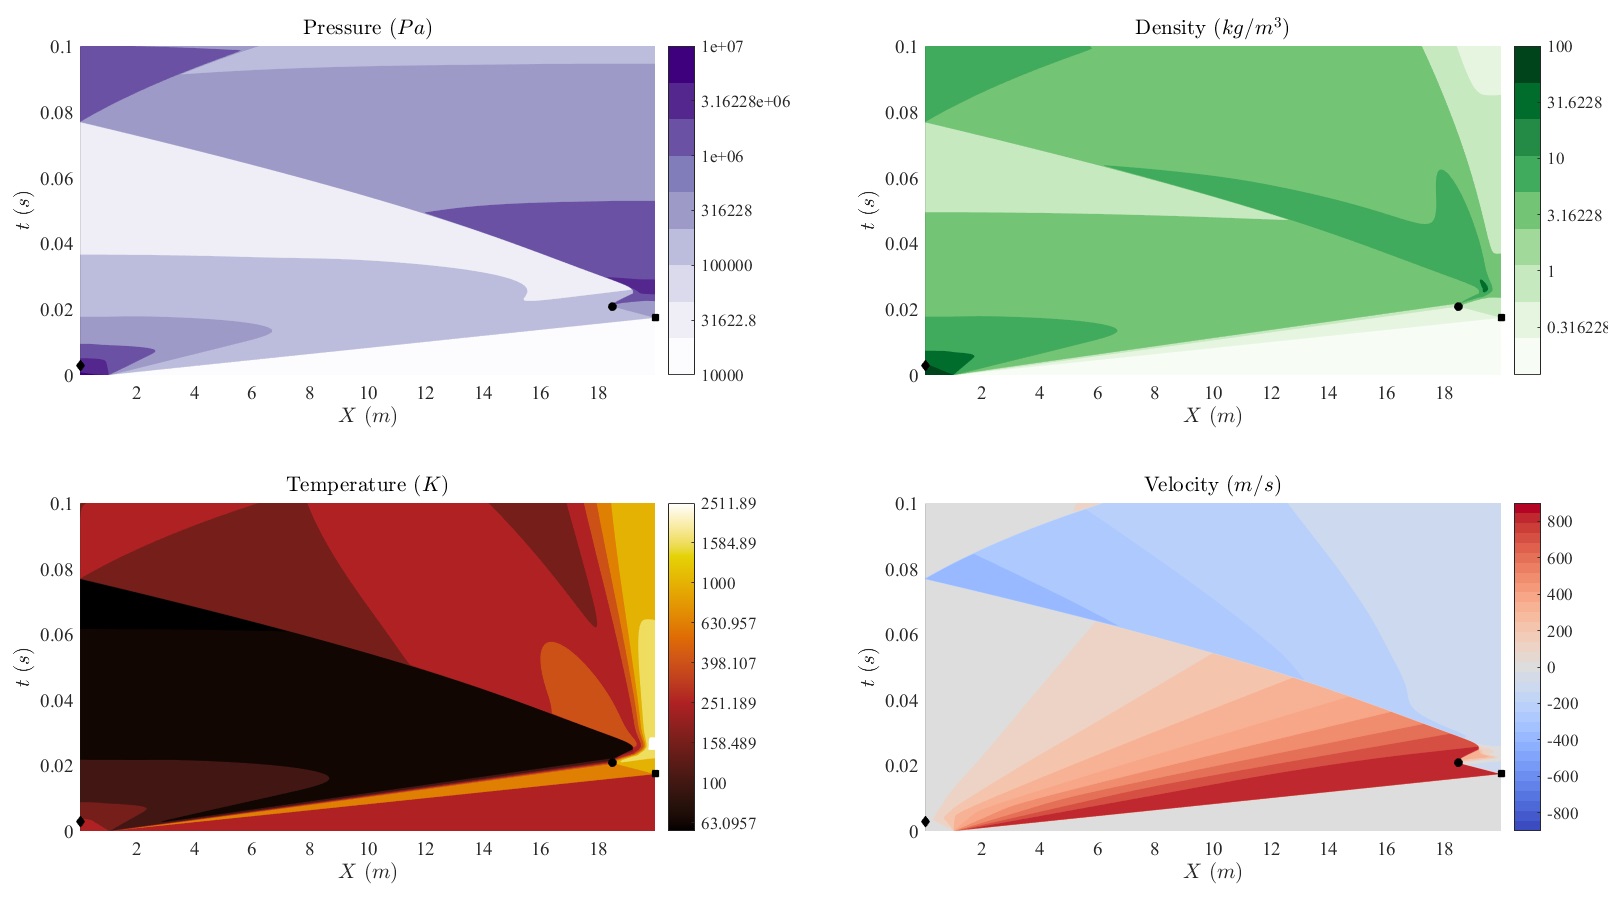 Pressure (Pa)
0.1
0.08
0.06
0.04
0.02
0
t (s)
2 4 6 8 10 12 14 16 18
X (m)
1e+07
3.16228e+06
1e+06
316228
100000
31622.8
10000
Density (kg/m³)
0.1
0.08
0.06
0.04
0.02
0
t (s)
2 4 6 8 10 12 14 16 18
X (m)
100
31.6228
10
3.16228
1
0.316228
Temperature (K)
0.1
0.08
0.06
0.04
0.02
0
t (s)
2 4 6 8 10 12 14 16 18
X (m)
2511.89
1584.89
1000
630.957
398.107
251.189
158.489
100
63.0957
Velocity (m/s)
0.1
0.08
0.06
0.04
0.02
0
t (s)
2 4 6 8 10 12 14 16 18
X (m)
800
600
400
200
0
-200
-400
-600
-800